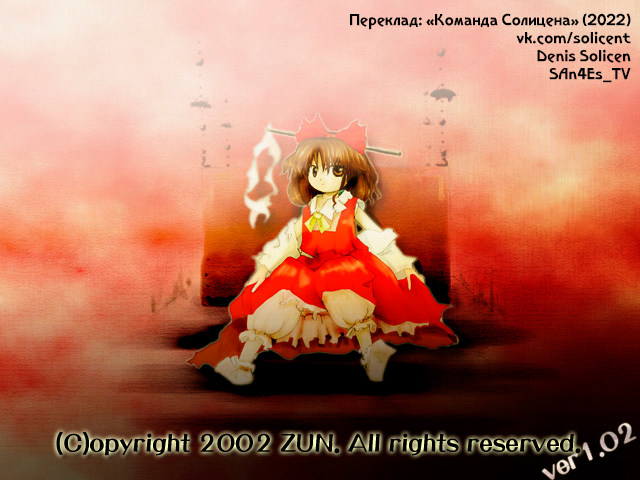 Переклад: «Команда Солицена» (2022)
vk.com/solicent
Denis Solicen
SAn4Es_TV
(C)opyright 2002 ZUN. All rights reserved.
ver1.02